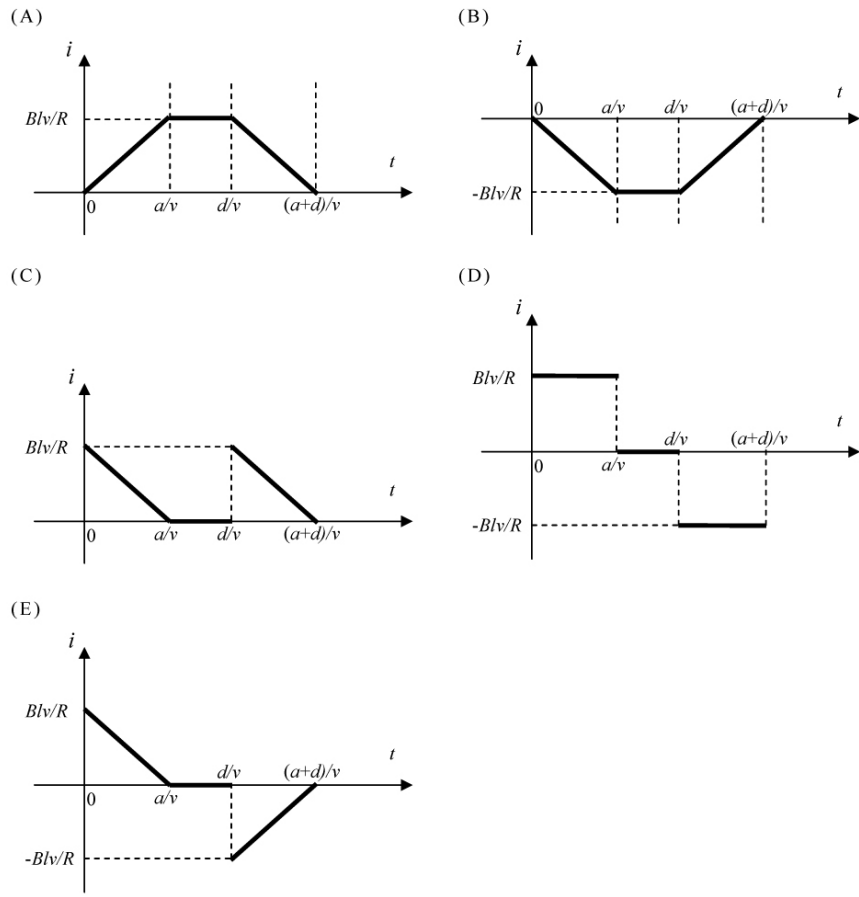 (A)
i
Blv/R
t
0
a/v
d/v
(a+d)/v
(B)
i
0
a/v
d/v
(a+d)/v
t
-Blv/R
(C)
i
Blv/R
t
0
a/v
d/v
(a+d)/v
(D)
i
Blv/R
d/v
(a+d)/v
t
0
a/v
-Blv/R
(E)
i
Blv/R
d/v
(a+d)/v
t
0
a/v
-Blv/R